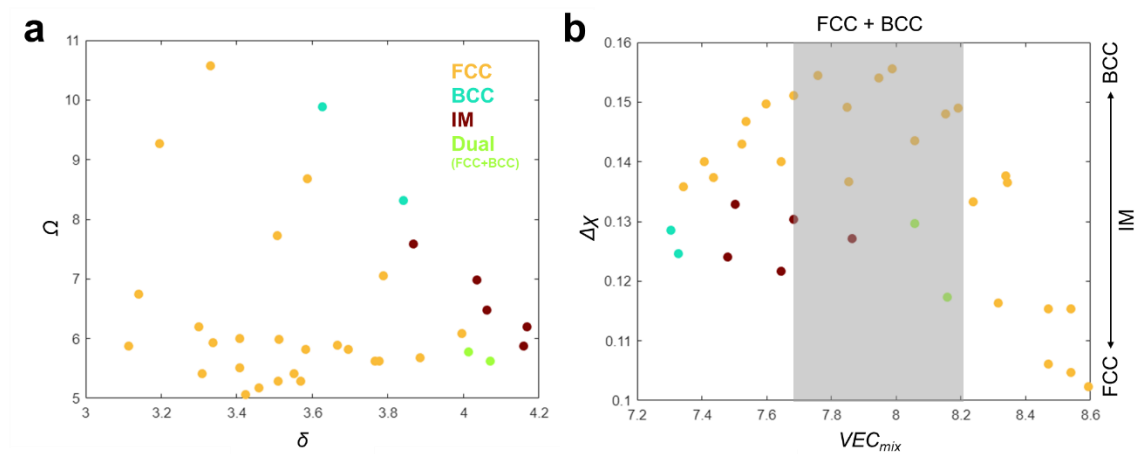 a
11
10
9
8
7
6
5
Ω
3
3.2
3.4
3.6
3.8
4
4.2
δ
FCC
BCC
IM
Dual
(FCC+BCC)
b
FCC + BCC
0.16
0.15
0.14
0.13
0.12
0.11
0.1
Δχ
7.2
7.4
7.6
7.8
8
8.2
8.4
8.6
VECmix
BCC
IM
FCC